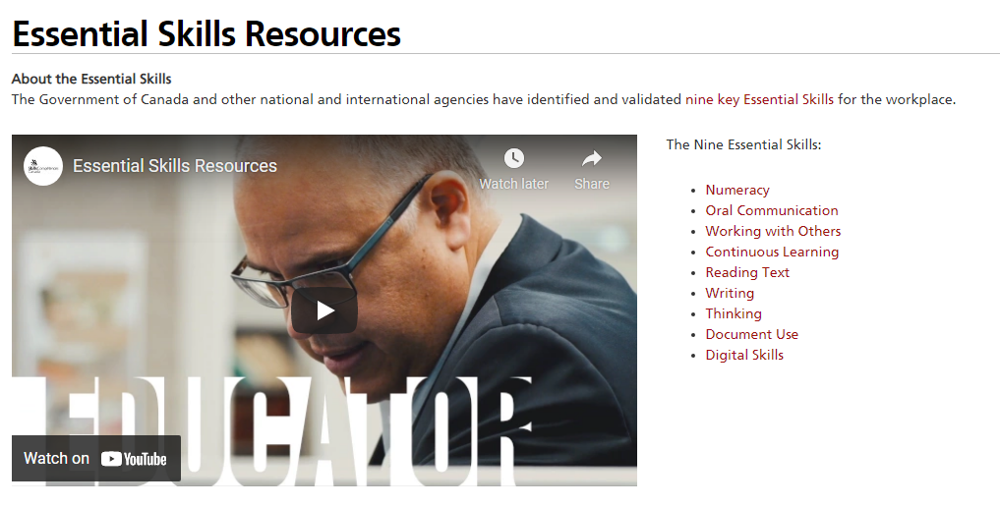 Essential Skills Resources
About the Essential Skills
The Government of Canada and other national and international agencies have identified and validated nine key Essential Skills for the workplace.
Essential Skills Resources
Watch later
Share
EDUCATOR
Watch on YouTube
The Nine Essential Skills:
Numeracy
Oral Communication
Working with Others
Continuous Learning
Reading Text
Writing
Thinking
Document Use
Digital Skills